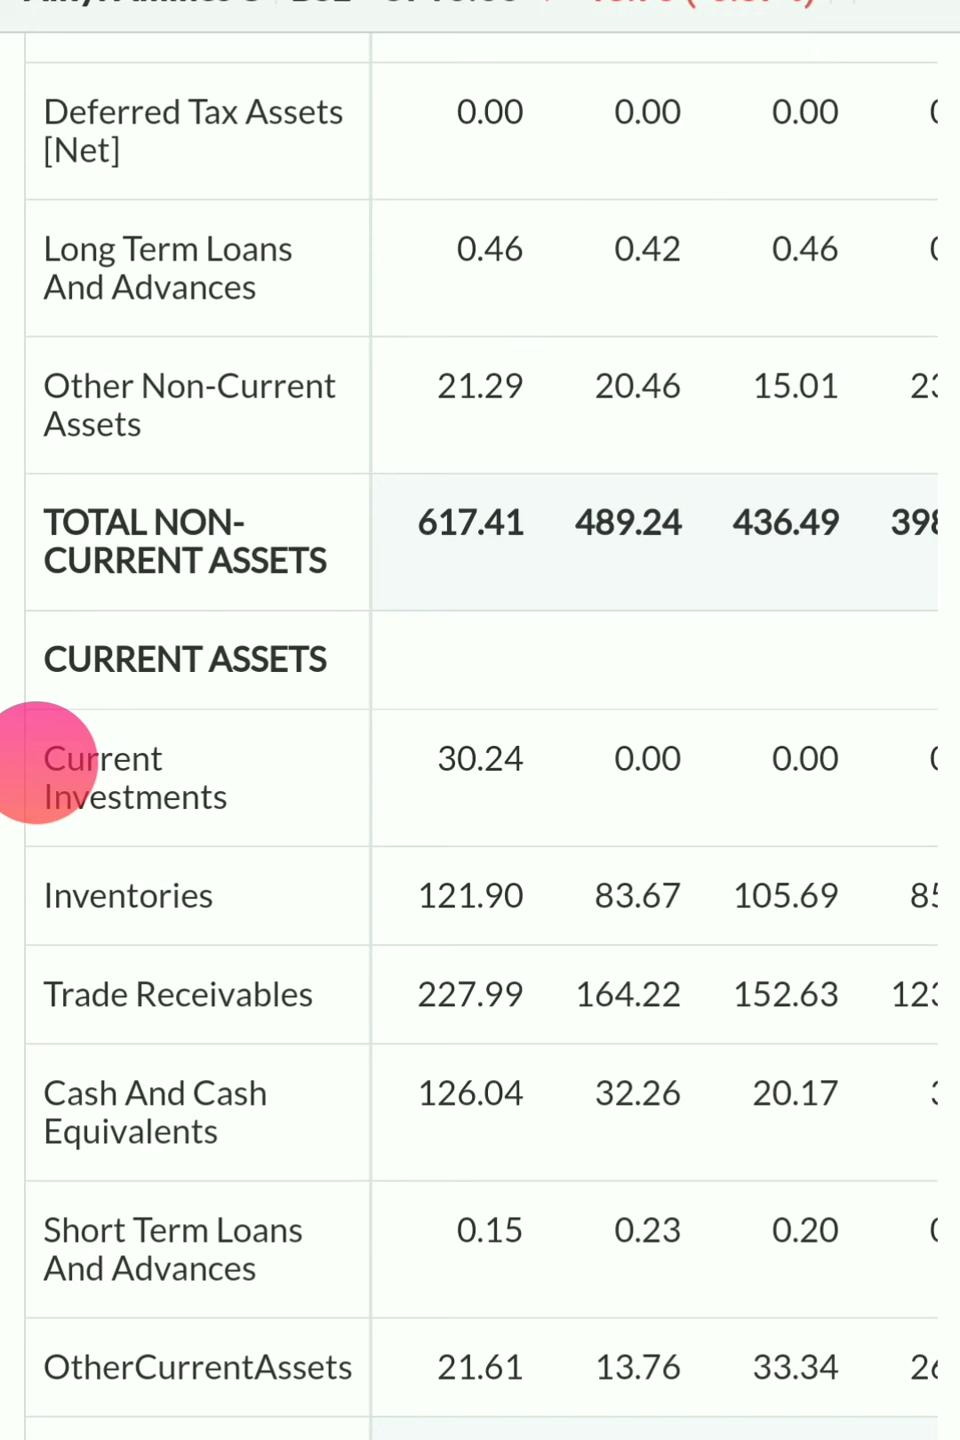 Deferred Tax Assets 0.00 0.00 0.00
[Net]
Long Term Loans 0.46 0.42 0.46
And Advances
Other Non-Current 21.29 20.46 15.01
Assets
TOTAL NON- 617.41 489.24 436.49
CURRENT ASSETS
CURRENT ASSETS
Current 30.24 0.00 0.00
Investments
Inventories 121.90 83.67 105.69
Trade Receivables 227.99 164.22 152.63
Cash And Cash 126.04 32.26 20.17
Equivalents
Short Term Loans 0.15 0.23 0.20
And Advances
OtherCurrentAssets 21.61 13.76 33.34